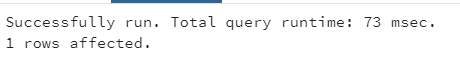 Successfully run. Total query runtime: 73 msec.
1 rows affected.